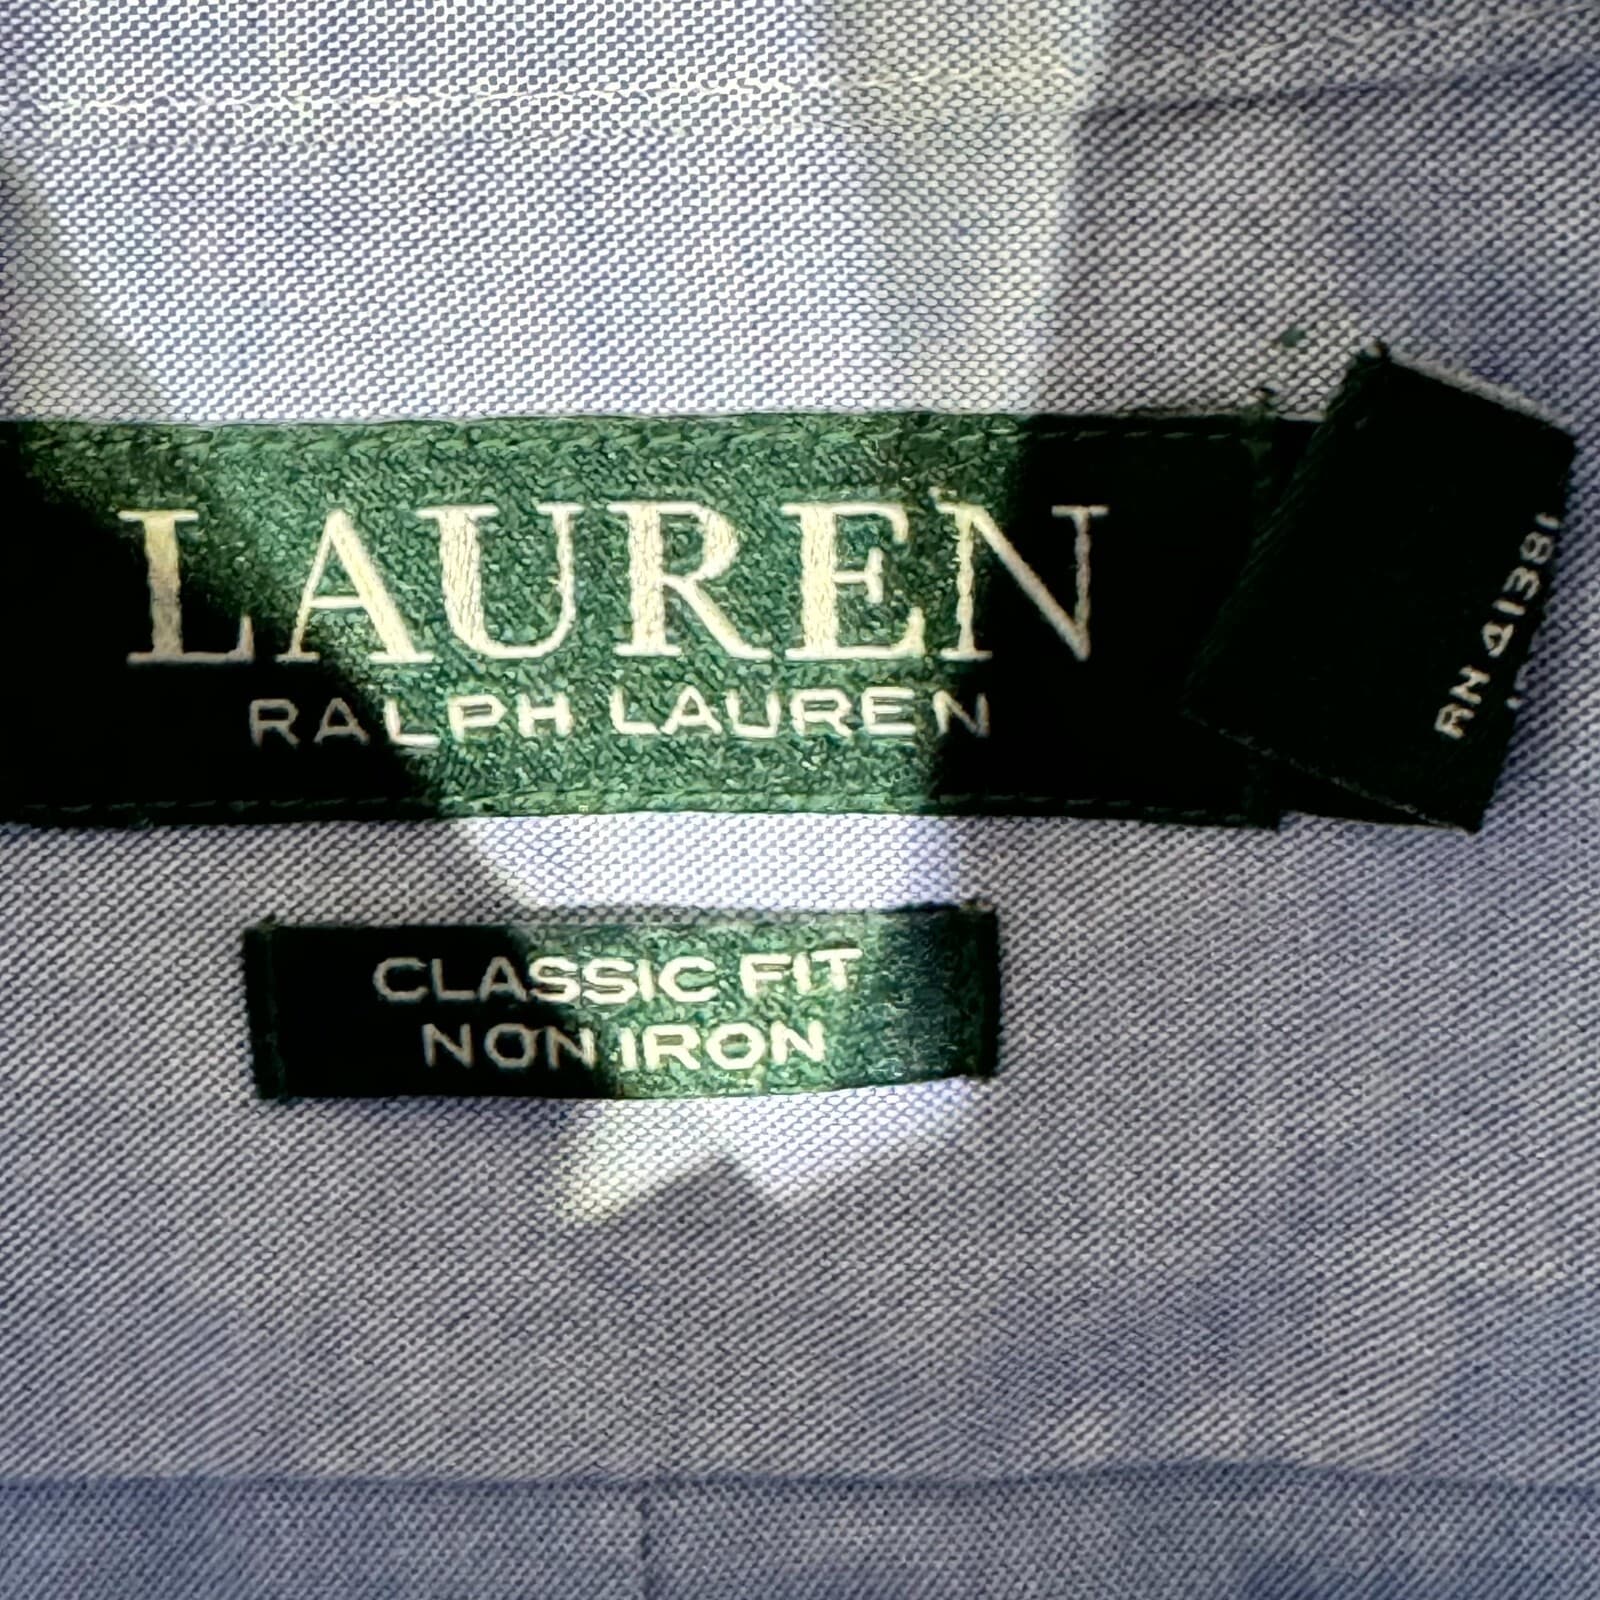 LAUREN
RALPH LAUREN
RN 41381
CLASSIC FIT
NON IRON